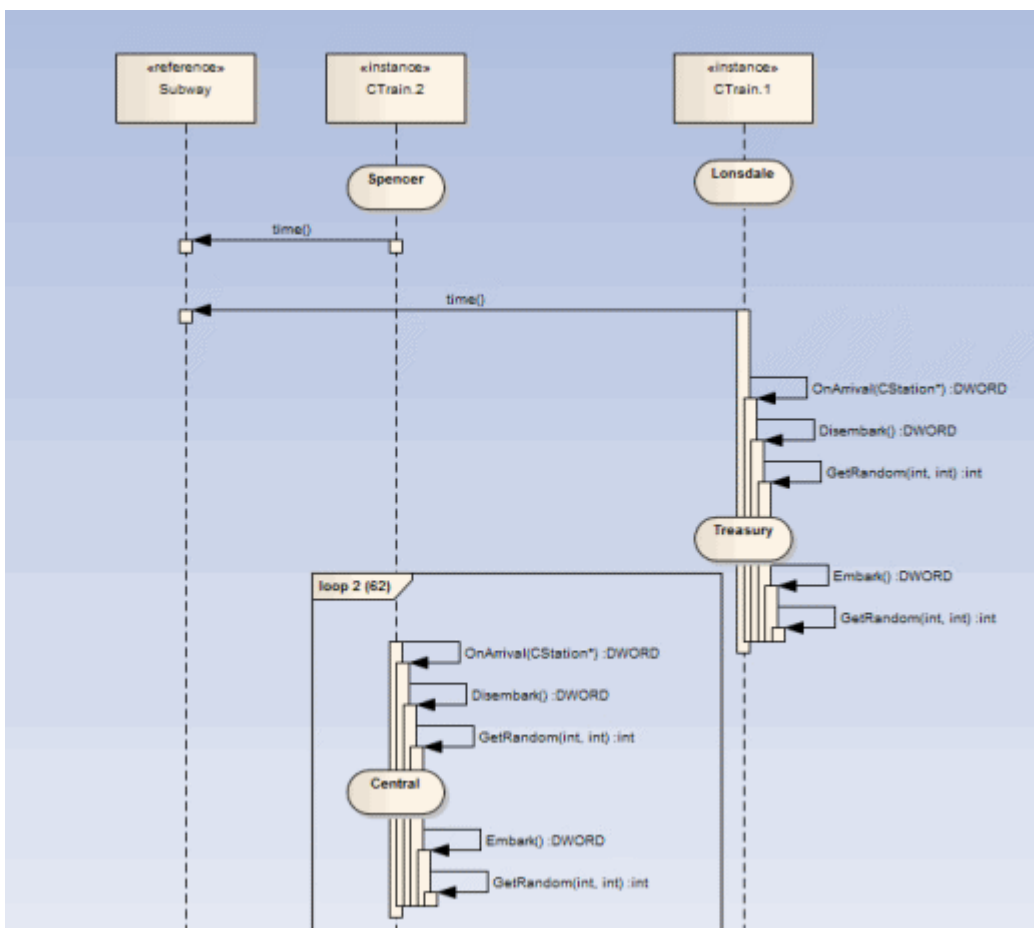 «reference»
Subway
«instance»
CTrain.2
«instance»
CTrain.1
Spencer
Lonsdale
time()
time()
OnArrival(CStation*) :DWORD
Disembark() :DWORD
GetRandom(int, int) :int
Treasury
Embark() :DWORD
GetRandom(int, int) :int
loop 2 (62)
OnArrival(CStation*) :DWORD
Disembark() :DWORD
GetRandom(int, int) :int
Central
Embark() :DWORD
GetRandom(int, int) :int